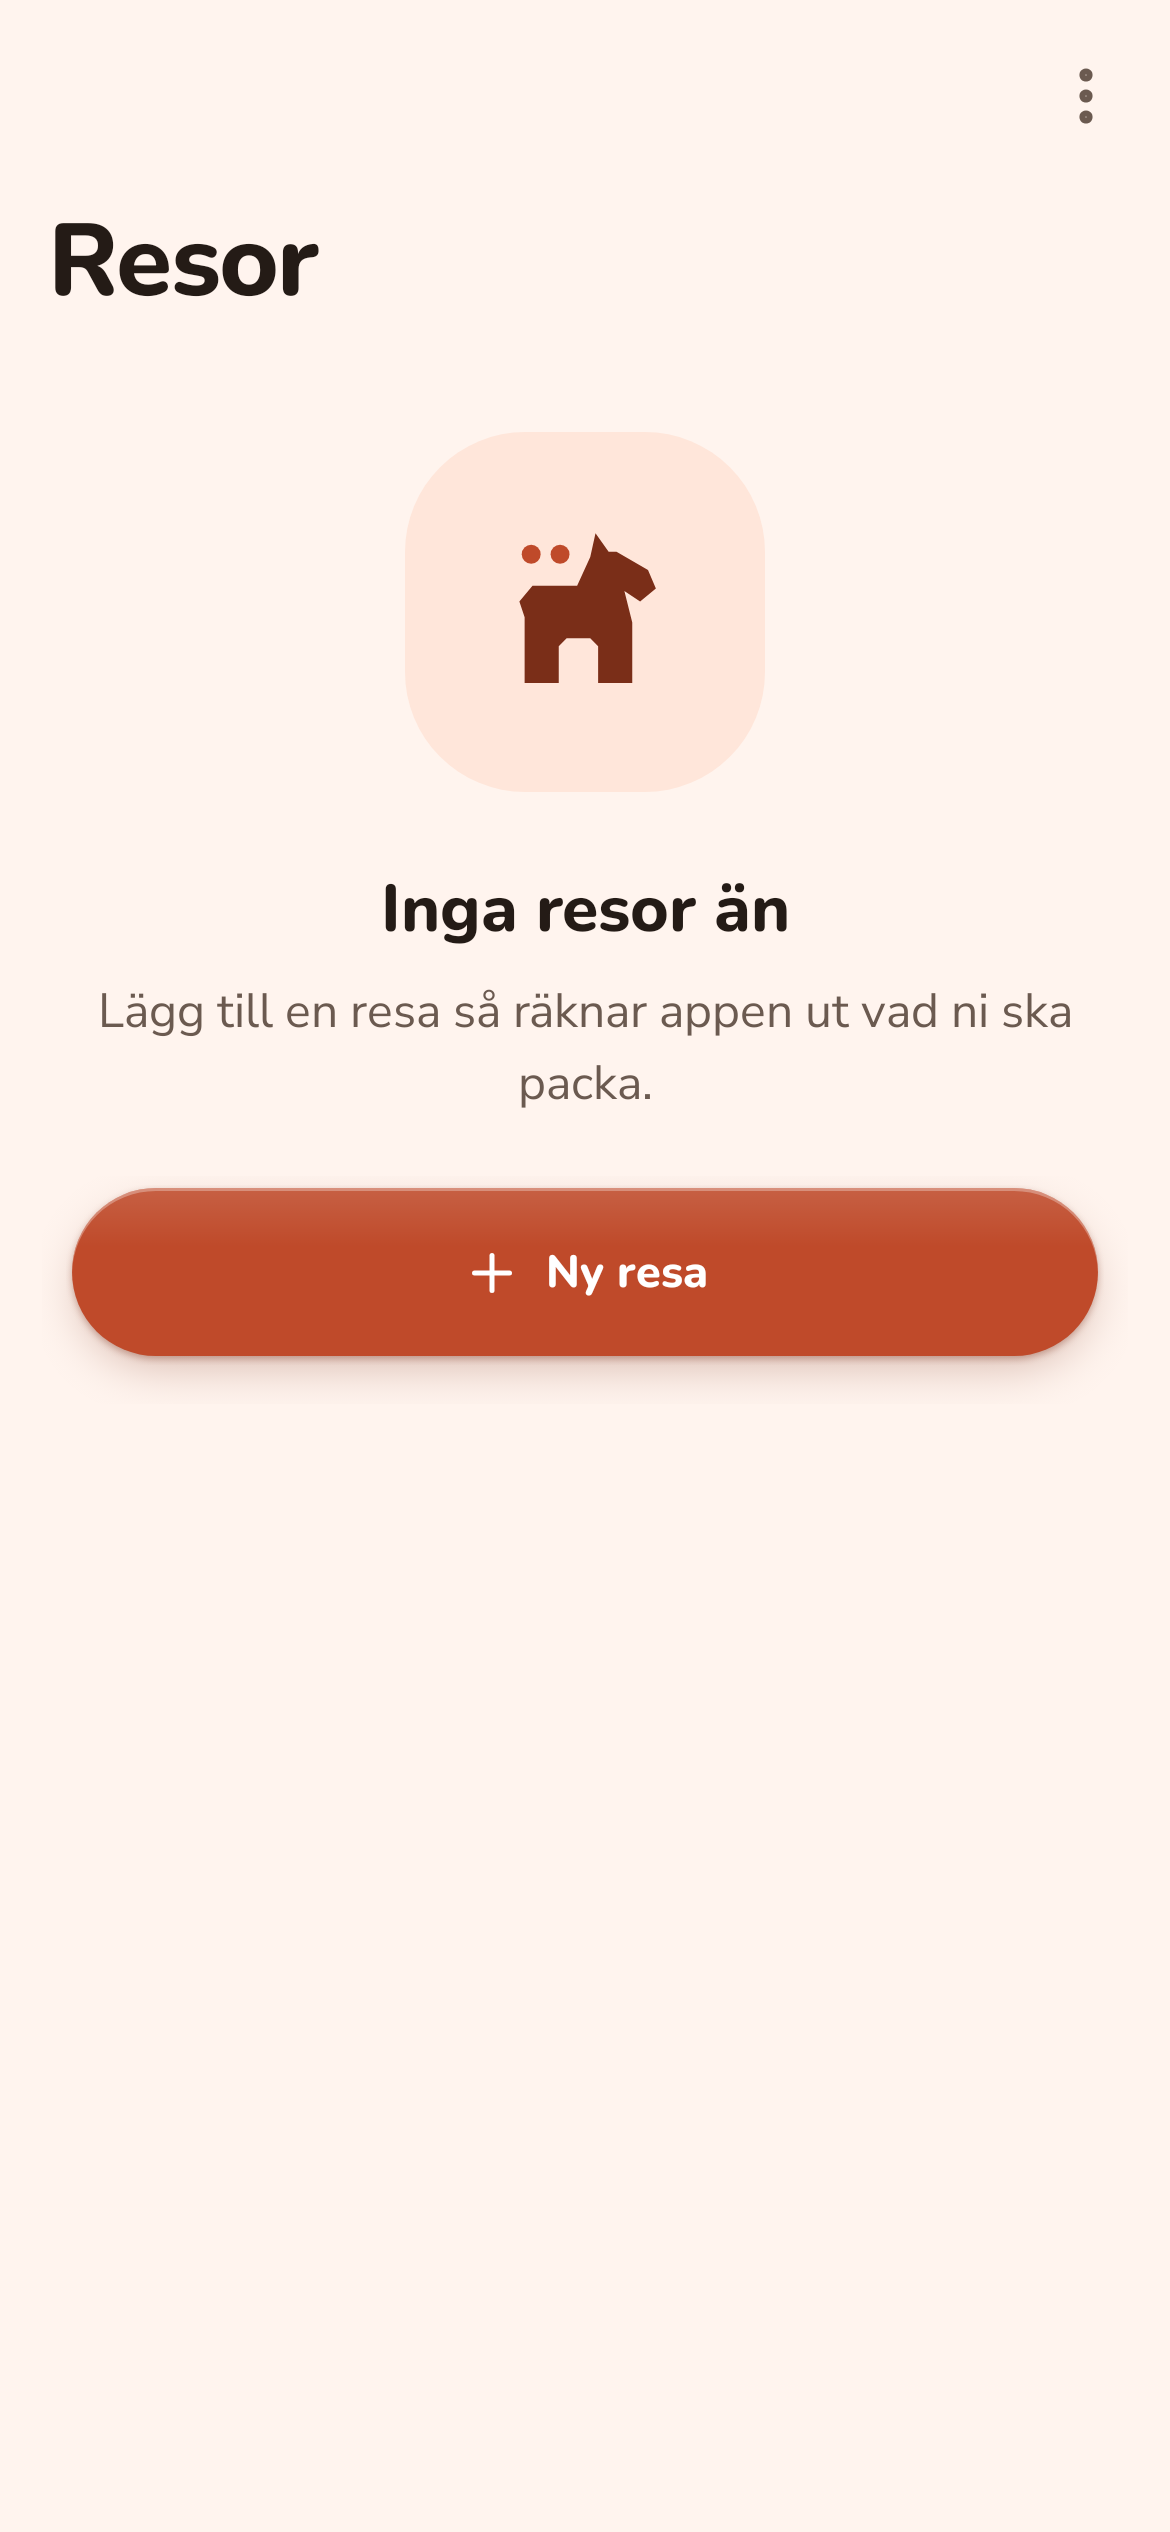 Resor
Inga resor än
Lägg till en resa så räknar appen ut vad ni ska
packa.
Ny resa